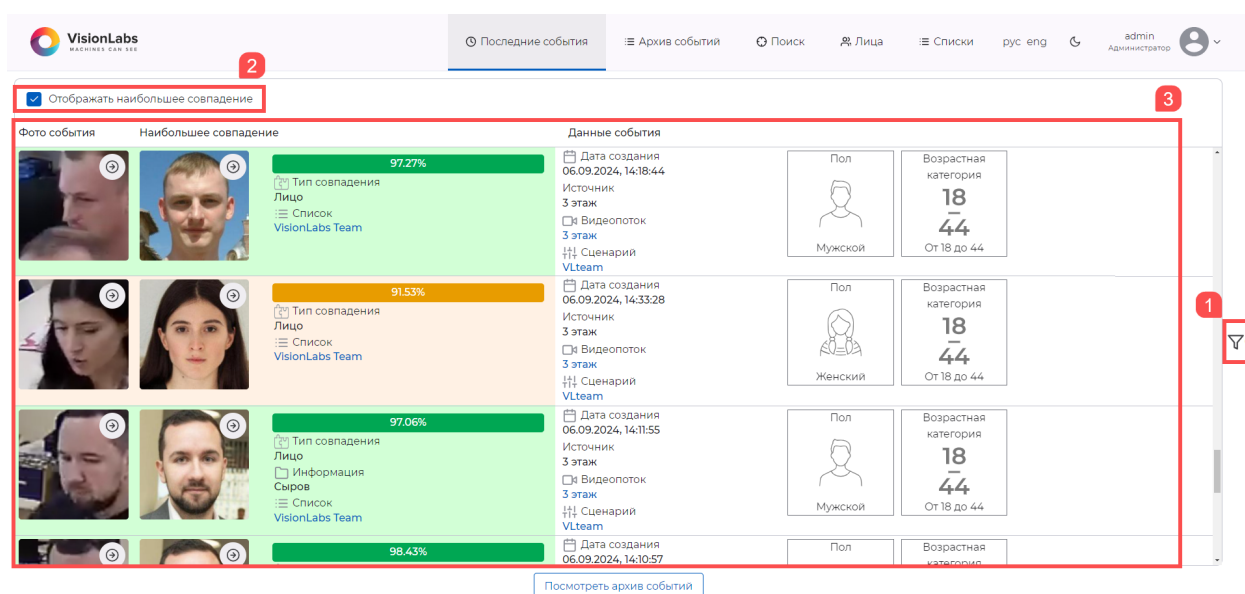 VisionLabs
MACHINES CAN SEE
Последние события
Архив событий
Поиск
Лица
Списки
рус eng
admin
Администратор
2
Отображать наибольшее совпадение
3
Фото события
Наибольшее совпадение
Данные события
97.27%
Тип совпадения
Лицо
Список
VisionLabs Team
Дата создания
06.09.2024, 14:18:44
Источник
3 этаж
Видеопоток
3 этаж
Сценарий
VLteam
Пол
Мужской
Возрастная
категория
18
44
От 18 до 44
91.53%
Тип совпадения
Лицо
Список
VisionLabs Team
Дата создания
06.09.2024, 14:33:28
Источник
3 этаж
Видеопоток
3 этаж
Сценарий
VLteam
Пол
Женский
Возрастная
категория
18
44
От 18 до 44
1
97.06%
Тип совпадения
Лицо
Информация
Сыров
Список
VisionLabs Team
Дата создания
06.09.2024, 14:11:55
Источник
3 этаж
Видеопоток
3 этаж
Сценарий
VLteam
Пол
Мужской
Возрастная
категория
18
44
От 18 до 44
98.43%
Дата создания
06.09.2024, 14:10:57
Пол
Возрастная
категория
Посмотреть архив событий